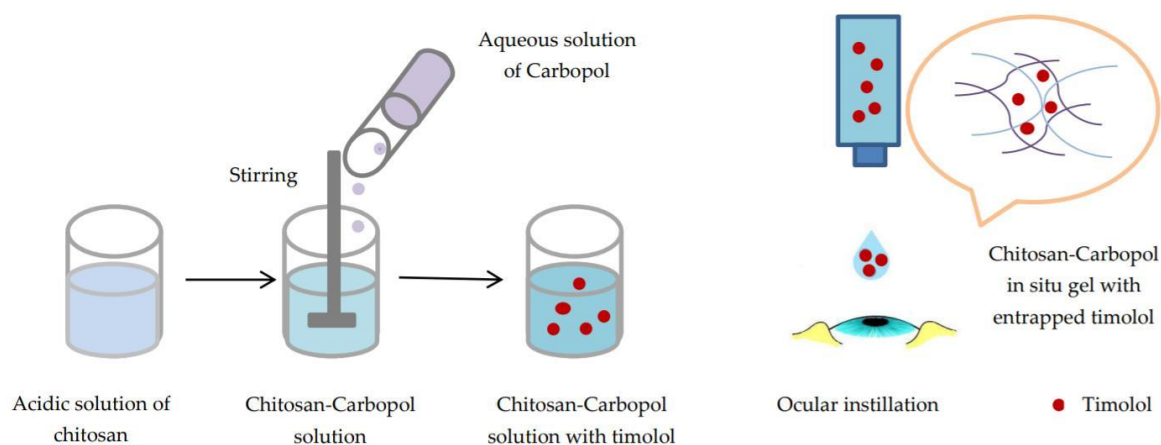 Aqueous solution
of Carbopol
Stirring
Acidic solution of
chitosan
Chitosan-Carbopol
solution
Chitosan-Carbopol
solution with timolol
Chitosan-Carbopol
in situ gel with
entrapped timolol
Ocular instillation
Timolol